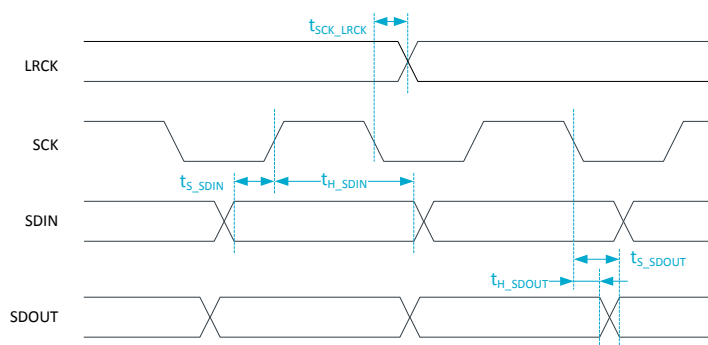 tSCK_LRCK
LRCK
SCK
tS_SDIN
tH_SDIN
SDIN
tS_SDOUT
tH_SDOUT
SDOUT